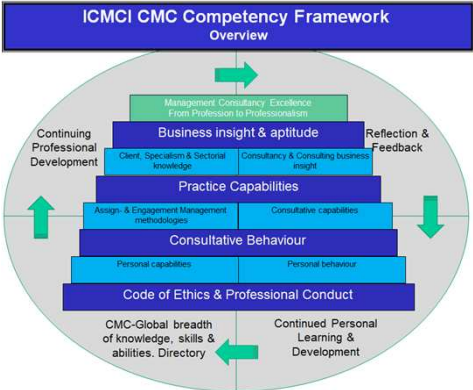 ICMCI CMC Competency Framework
Overview
Management Consultancy Excellence
From Profession to Professionalism
Continuing
Professional
Development
Business insight & aptitude
Reflection &
Feedback
Client, Specialism & Sectorial
knowledge
Consultancy & Consulting business
insight
Practice Capabilities
Assign- & Engagement Management
methodologies
Consultative capabilities
Consultative Behaviour
Personal capabilities
Personal behaviour
Code of Ethics & Professional Conduct
CMC-Global breadth
of knowledge, skills &
abilities. Directory
Continued Personal
Learning &
Development